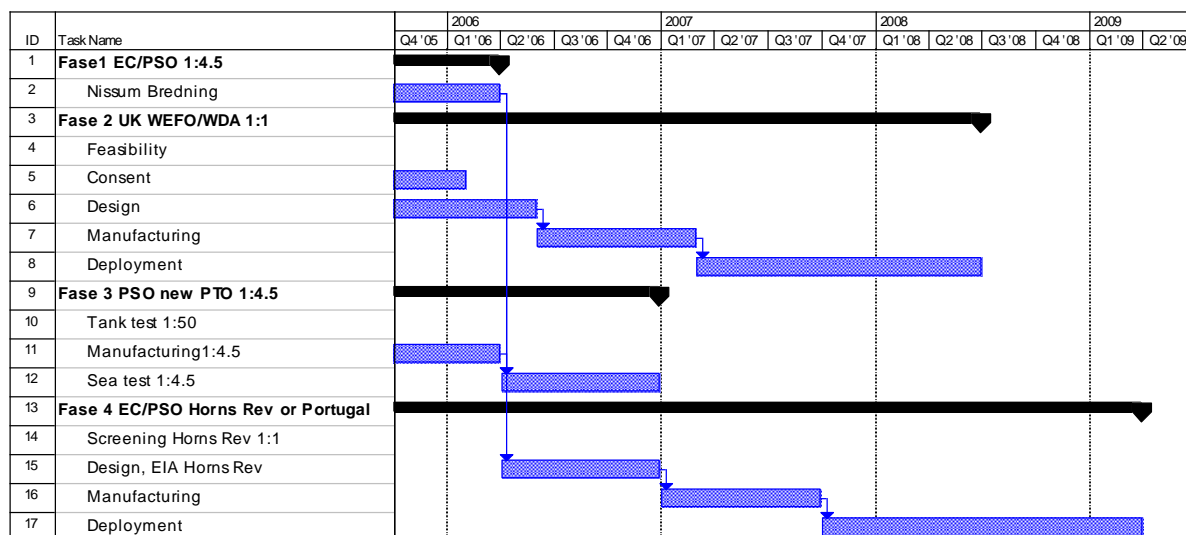 2006 2007 2008 2009
ID Task Name Q4 '05 Q1 '06 Q2 '06 Q3 '06 Q4 '06 Q1 '07 Q2 '07 Q3 '07 Q4 '07 Q1 '08 Q2 '08 Q3 '08 Q4 '08 Q1 '09 Q2 '09
1 Fase1 EC/PSO 1:4.5
2 Nissum Bredning
3 Fase 2 UK WEFO/WDA 1:1
4 Feasibility
5 Consent
6 Design
7 Manufacturing
8 Deployment
9 Fase 3 PSO new PTO 1:4.5
10 Tank test 1:50
11 Manufacturing1:4.5
12 Sea test 1:4.5
13 Fase 4 EC/PSO Horns Rev or Portugal
14 Screening Horns Rev 1:1
15 Design, EIA Horns Rev
16 Manufacturing
17 Deployment